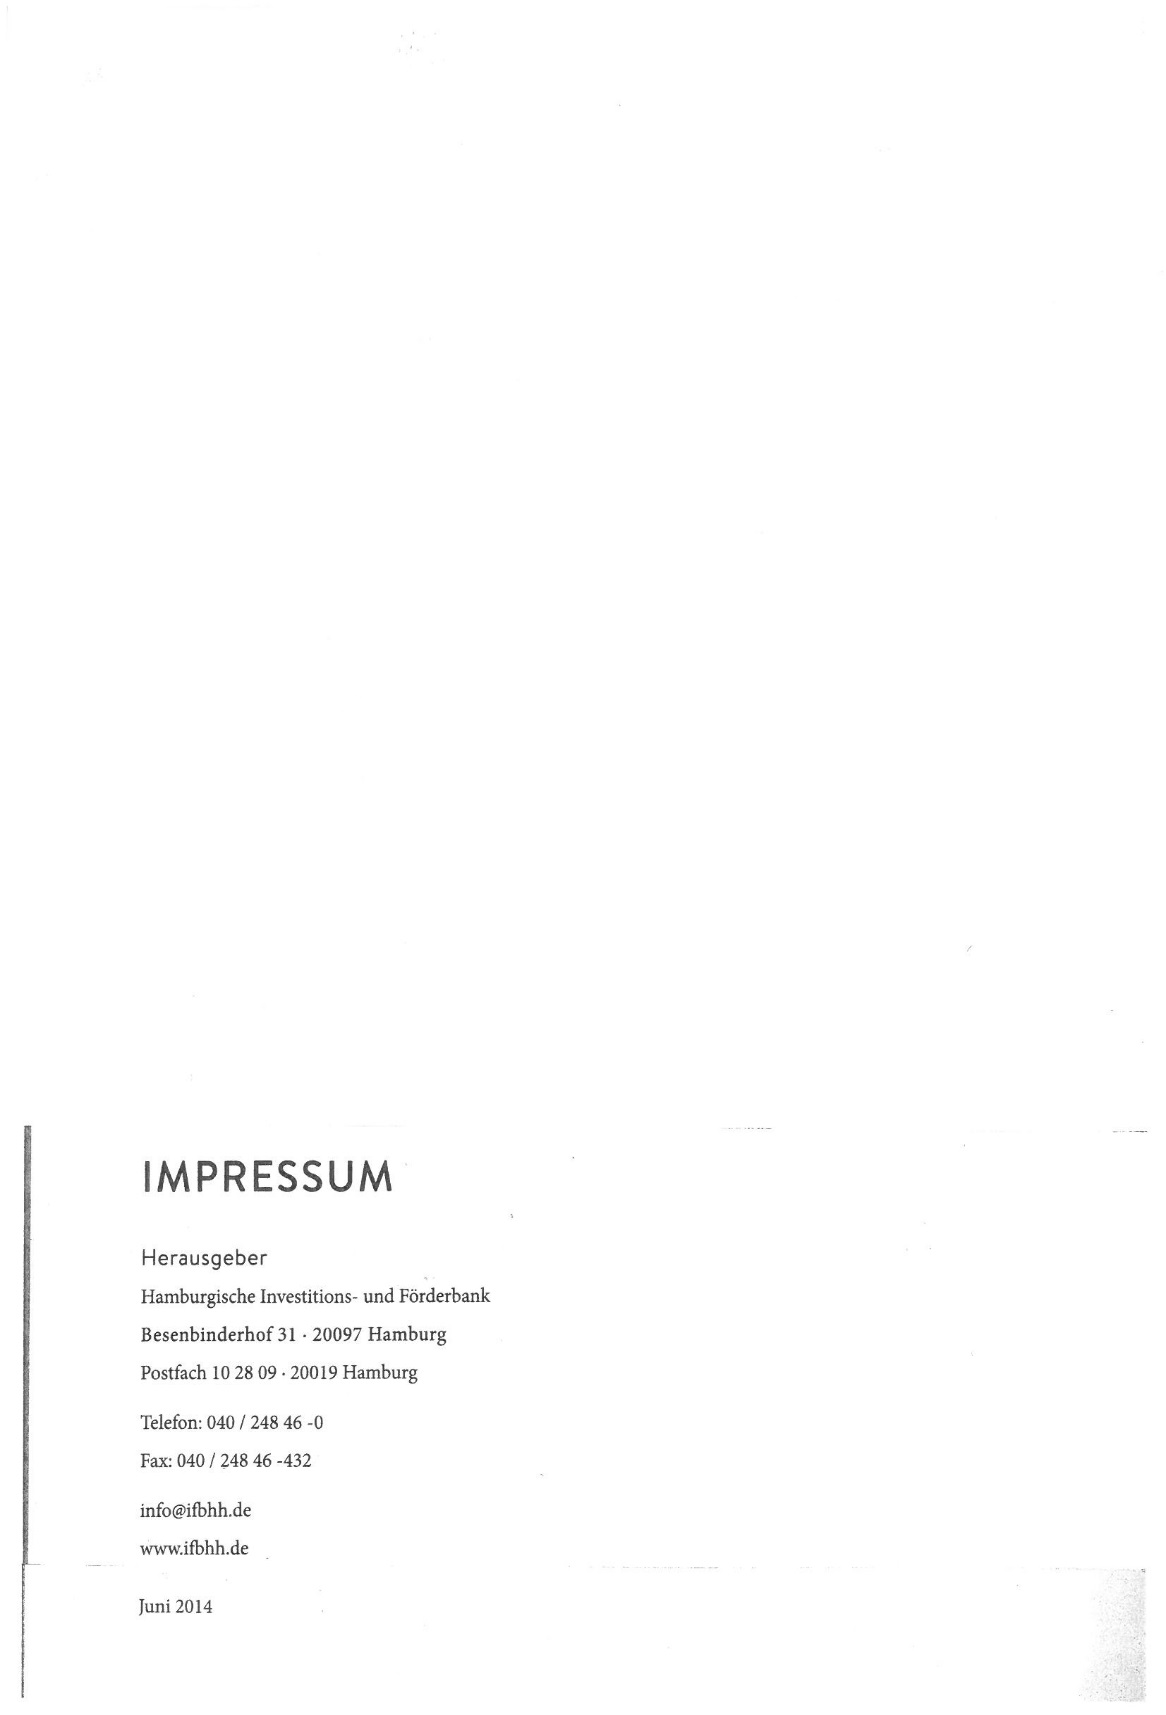 IMPRESSUM
Herausgeber
Hamburgische Investitions- und Förderbank
Besenbinderhof 31 · 20097 Hamburg
Postfach 10 28 09 · 20019 Hamburg
Telefon: 040 / 248 46 -0
Fax: 040 / 248 46 -432
info@ifbhh.de
www.ifbhh.de
Juni 2014